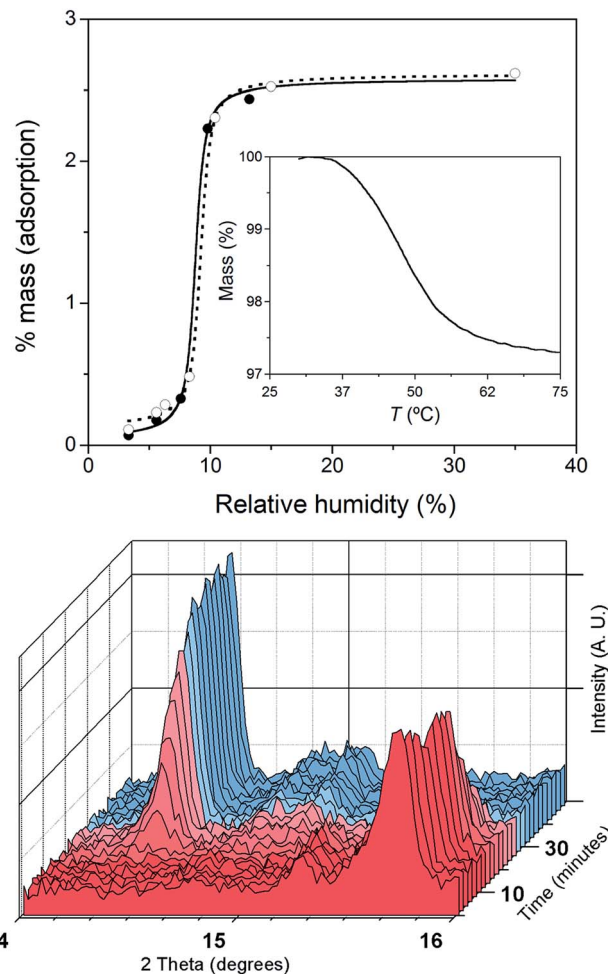 3
2
1
0
% mass (adsorption)
0 10 20 30 40
Relative humidity (%)
100
99
98
97
Mass (%)
25 37 50 62 75
T (ºC)
Intensity (A. U.)
30
10
Time (minutes)
4 15 16
2 Theta (degrees)